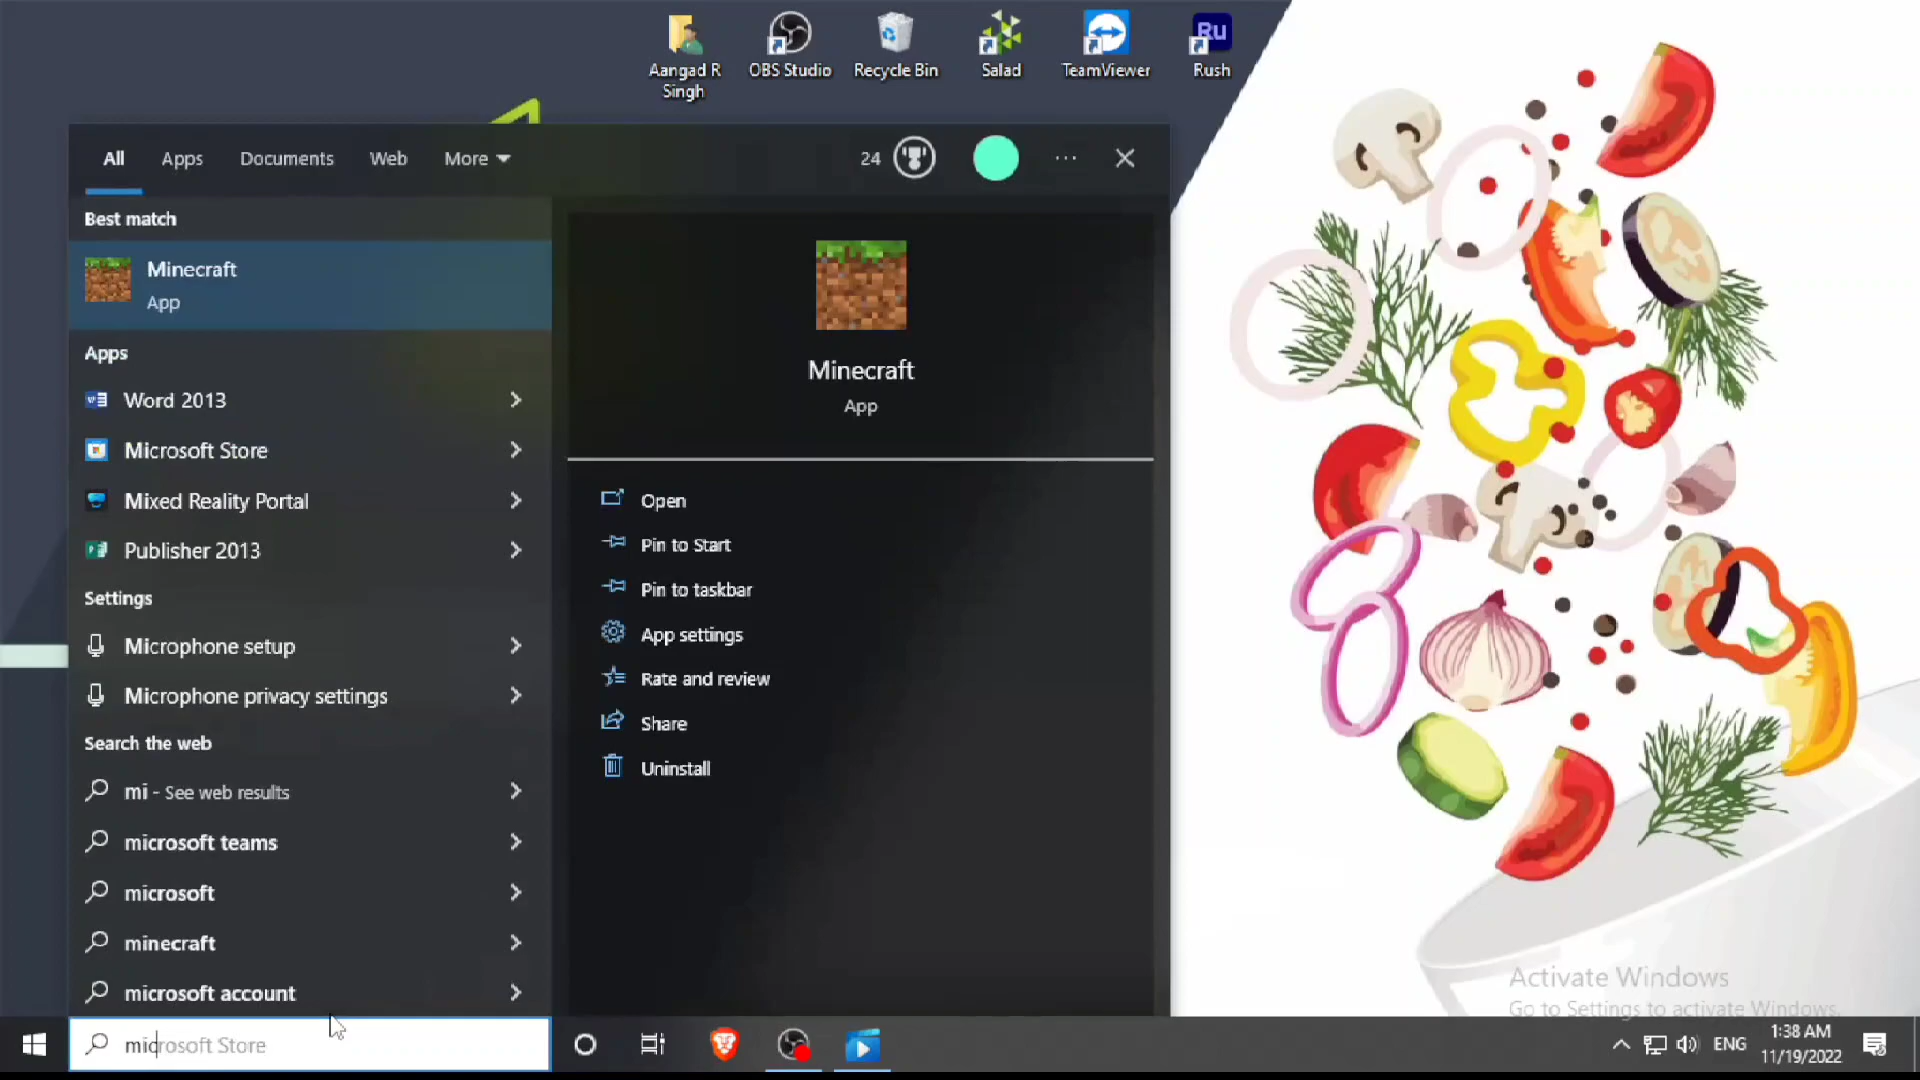 Aangad R
Singh
OBS Studio
Recycle Bin
Salad
TeamViewer
Ru
Rush
All
Apps
Documents
Web
More
24
Best match
Minecraft
App
Apps
Word 2013
Microsoft Store
Mixed Reality Portal
Publisher 2013
Settings
Microphone setup
Microphone privacy settings
Search the web
mi - See web results
microsoft teams
microsoft
minecraft
microsoft account
Minecraft
App
Open
Pin to Start
Pin to taskbar
App settings
Rate and review
Share
Uninstall
Activate Windows
Go to Settings to activate Windows.
microsoft Store
ENG
1:38 AM
11/19/2022